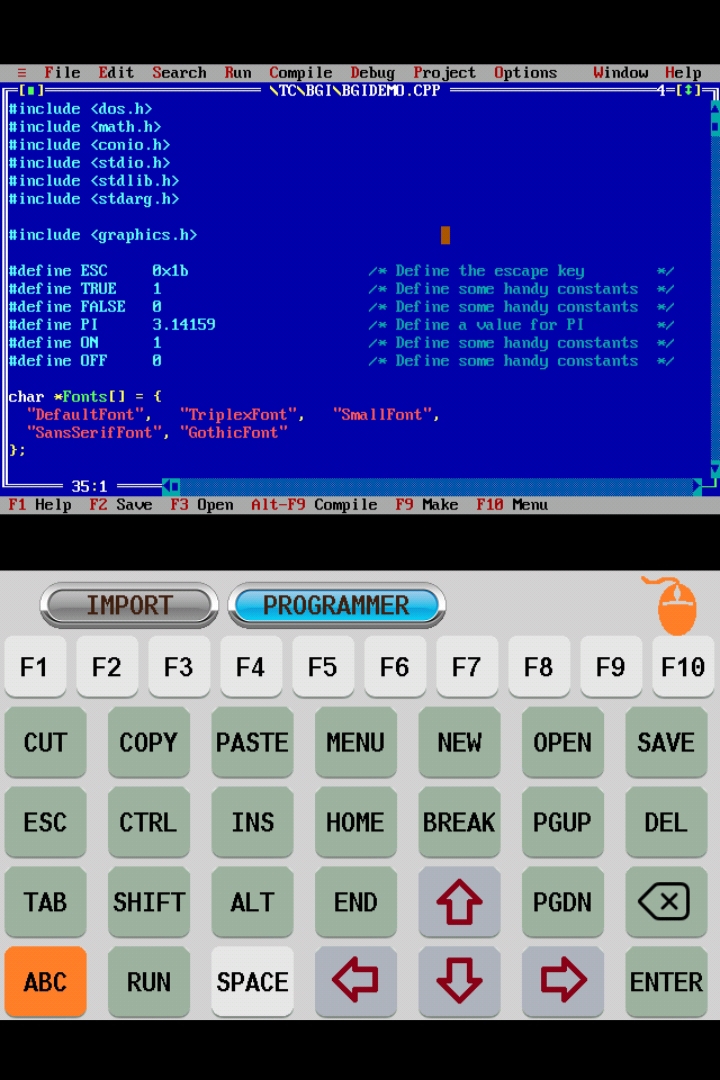 ≡ File Edit Search Run Compile Debug Project Options Window Help
[■] \TC\BGI\BGIDEMO.CPP 4=[↕]
#include <dos.h>
#include <math.h>
#include <conio.h>
#include <stdio.h>
#include <stdlib.h>
#include <stdarg.h>
#include <graphics.h>
#define ESC 0x1b /* Define the escape key */
#define TRUE 1 /* Define some handy constants */
#define FALSE 0 /* Define some handy constants */
#define PI 3.14159 /* Define a value for PI */
#define ON 1 /* Define some handy constants */
#define OFF 0 /* Define some handy constants */
char *Fonts[] = {
"DefaultFont", "TriplexFont", "SmallFont",
"SansSerifFont", "GothicFont"
};
35:1
F1 Help F2 Save F3 Open Alt-F9 Compile F9 Make F10 Menu
IMPORT PROGRAMMER
F1 F2 F3 F4 F5 F6 F7 F8 F9 F10
CUT COPY PASTE MENU NEW OPEN SAVE
ESC CTRL INS HOME BREAK PGUP DEL
TAB SHIFT ALT END PGDN
ABC RUN SPACE ENTER